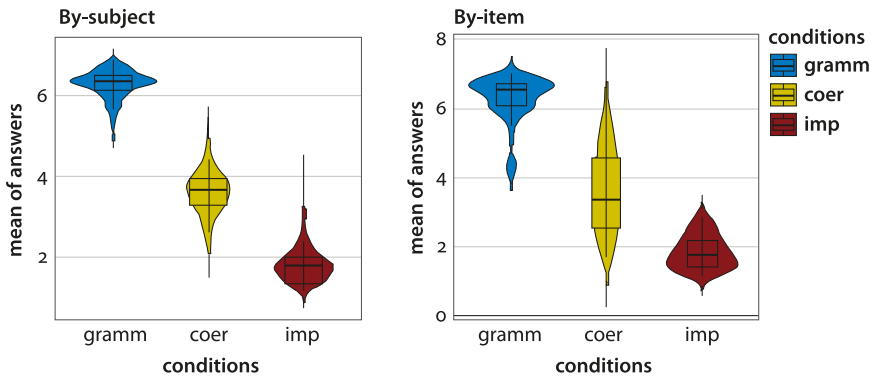 By-subject
mean of answers
6
4
2
gramm coer imp
conditions
By-item
mean of answers
8
6
4
2
0
gramm coer imp
conditions
conditions
gramm
coer
imp